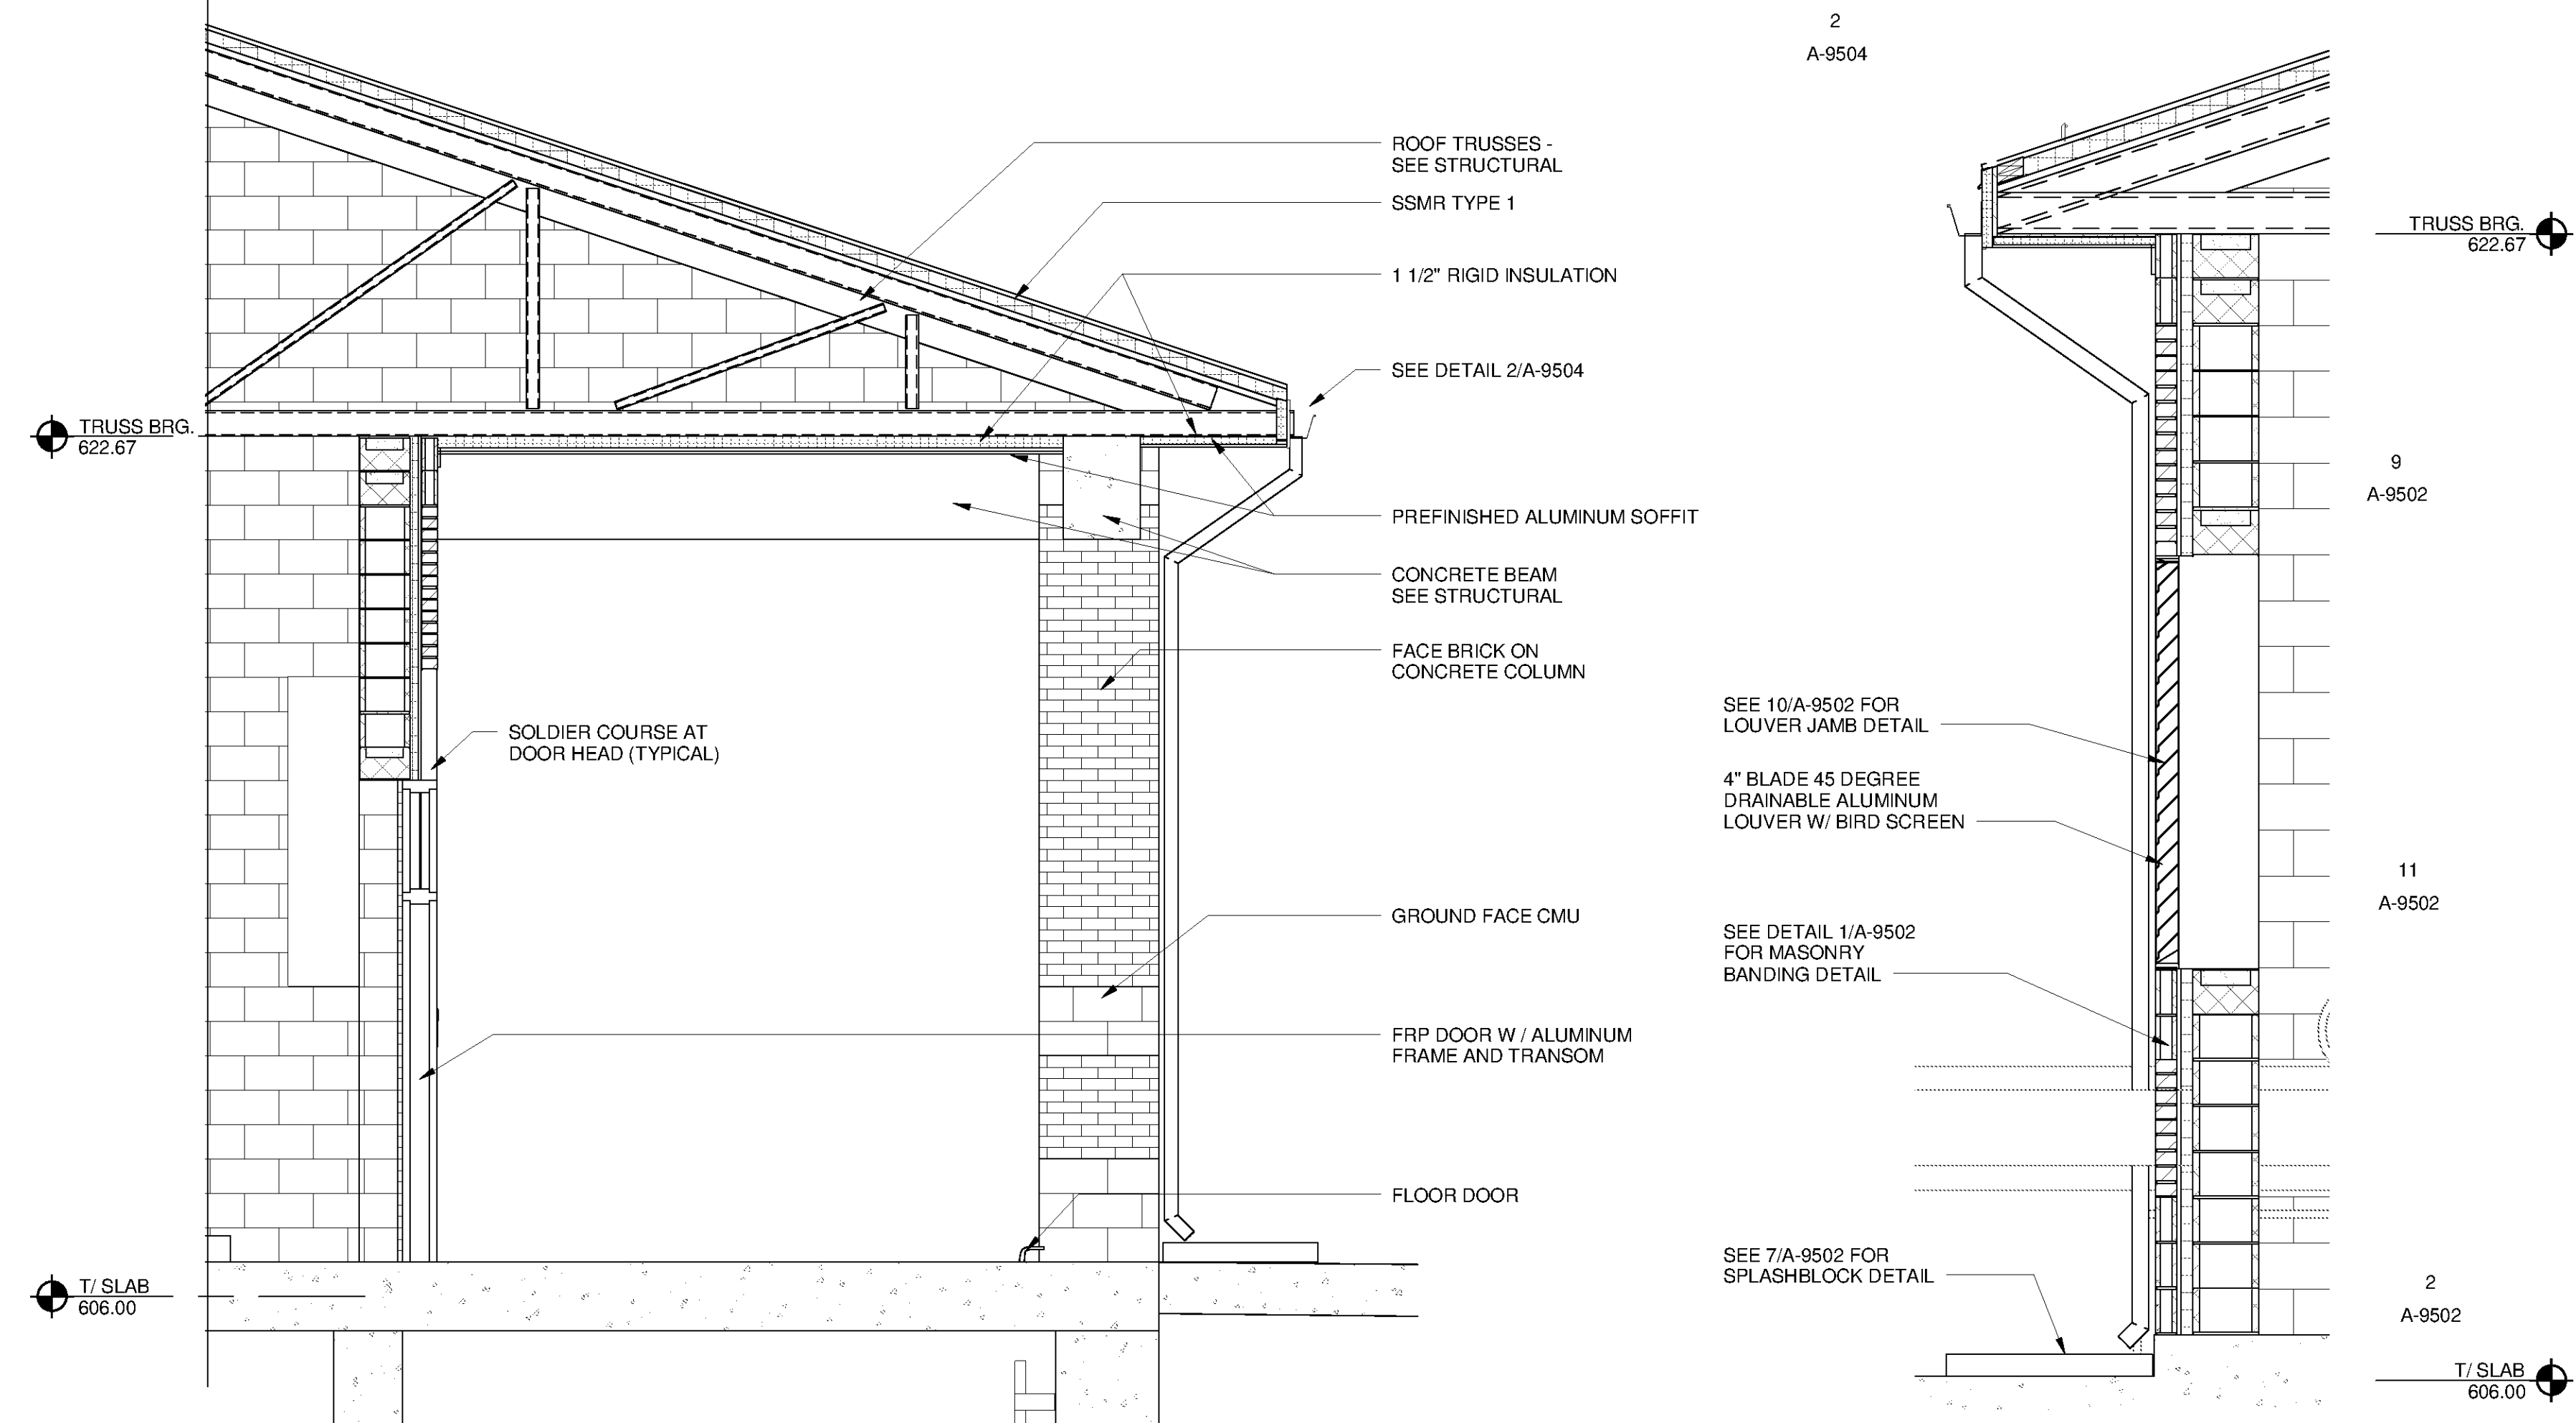 2
A-9504
ROOF TRUSSES -
SEE STRUCTURAL
SSMR TYPE 1
1 1/2" RIGID INSULATION
SEE DETAIL 2/A-9504
TRUSS BRG.
622.67
PREFINISHED ALUMINUM SOFFIT
CONCRETE BEAM
SEE STRUCTURAL
FACE BRICK ON
CONCRETE COLUMN
SOLDIER COURSE AT
DOOR HEAD (TYPICAL)
GROUND FACE CMU
FRP DOOR W / ALUMINUM
FRAME AND TRANSOM
FLOOR DOOR
T/ SLAB
606.00
TRUSS BRG.
622.67
9
A-9502
SEE 10/A-9502 FOR
LOUVER JAMB DETAIL
4" BLADE 45 DEGREE
DRAINABLE ALUMINUM
LOUVER W/ BIRD SCREEN
11
A-9502
SEE DETAIL 1/A-9502
FOR MASONRY
BANDING DETAIL
SEE 7/A-9502 FOR
SPLASHBLOCK DETAIL
2
A-9502
T/ SLAB
606.00